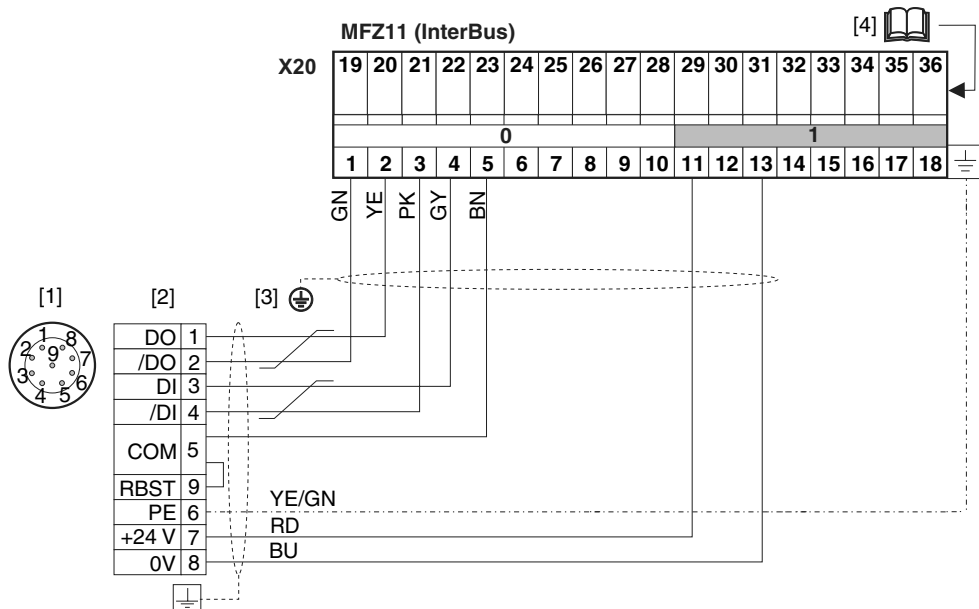 [4]
MFZ11 (InterBus)
X20 19 20 21 22 23 24 25 26 27 28 29 30 31 32 33 34 35 36
0 1
1 2 3 4 5 6 7 8 9 10 11 12 13 14 15 16 17 18
GN YE PK GY BN
[1] [2] [3]
1 8
2 9 7
3 6
4 5
DO 1
/DO 2
DI 3
/DI 4
COM 5
RBST 9
PE 6 YE/GN
+24 V 7 RD
0V 8 BU